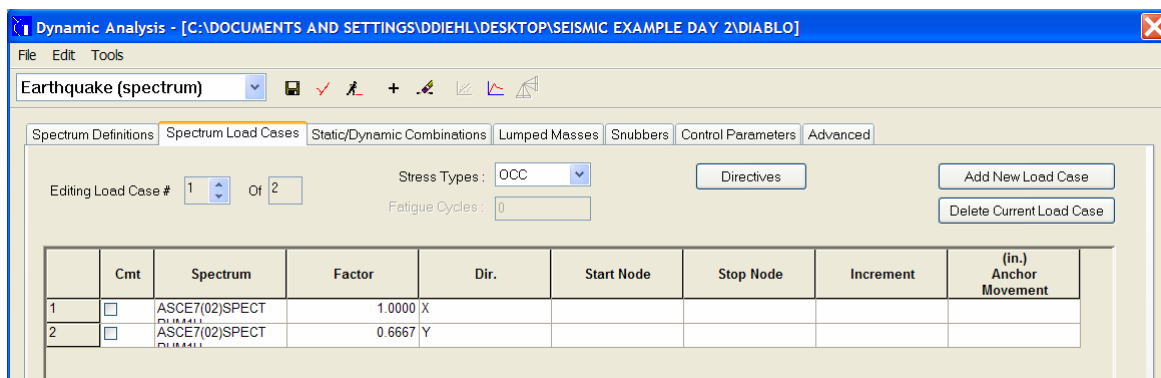 Dynamic Analysis - [C:\DOCUMENTS AND SETTINGS\DDIEHL\DESKTOP\SEISMIC EXAMPLE DAY 2\DIABLO]
File Edit Tools
Earthquake (spectrum)
Spectrum Definitions Spectrum Load Cases Static/Dynamic Combinations Lumped Masses Snubbers Control Parameters Advanced
Editing Load Case # 1 Of 2 Stress Types : OCC Directives Add New Load Case
Fatigue Cycles : 0 Delete Current Load Case
Cmt Spectrum Factor Dir. Start Node Stop Node Increment (in.) Anchor Movement
1 ASCE7(02)SPECT 1.0000 X
2 ASCE7(02)SPECT 0.6667 Y